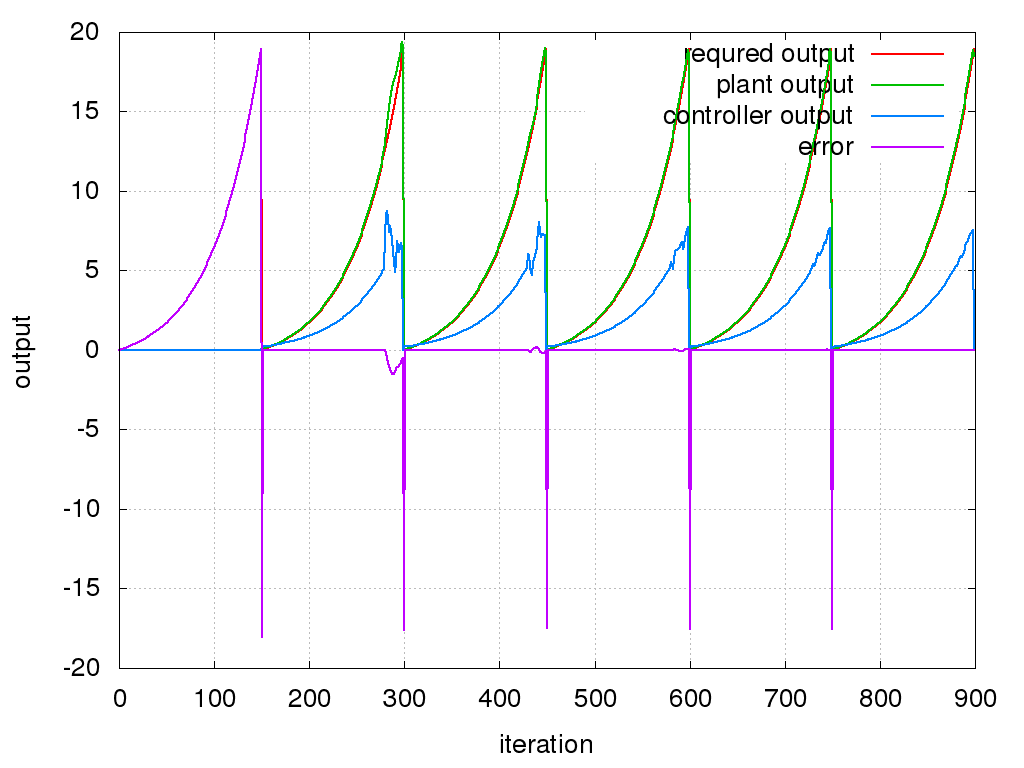 20
15
10
5
0
-5
-10
-15
-20
output
requred output
plant output
controller output
error
0 100 200 300 400 500 600 700 800 900
iteration